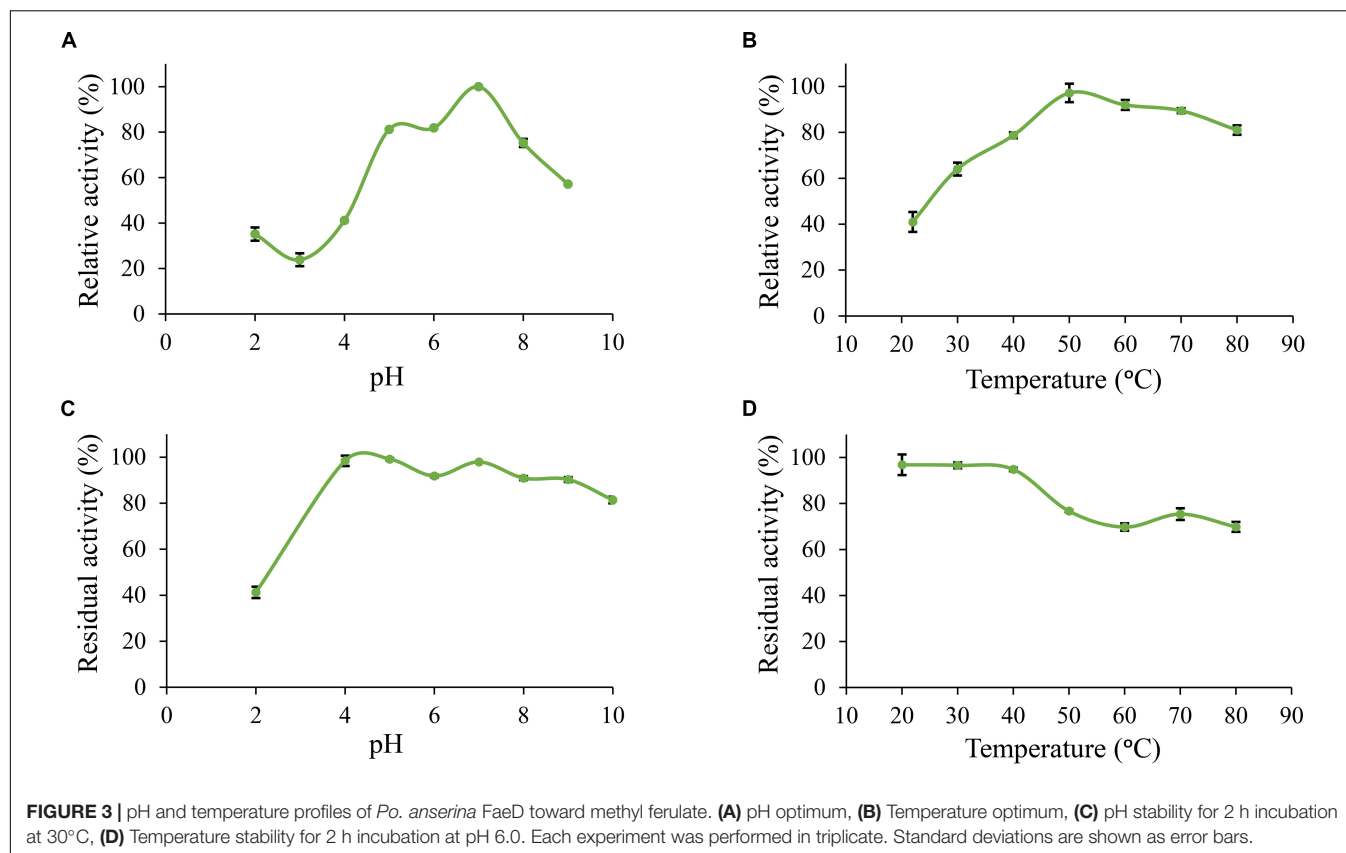 A
Relative activity (%)
100
80
60
40
20
0
0 2 4 6 8 10
pH
B
Relative activity (%)
100
80
60
40
20
0
10 20 30 40 50 60 70 80 90
Temperature (°C)
C
Residual activity (%)
100
80
60
40
20
0
0 2 4 6 8 10
pH
D
Residual activity (%)
100
80
60
40
20
0
10 20 30 40 50 60 70 80 90
Temperature (°C)
FIGURE 3 | pH and temperature profiles of Po. anserina FaeD toward methyl ferulate. (A) pH optimum, (B) Temperature optimum, (C) pH stability for 2 h incubation
at 30°C, (D) Temperature stability for 2 h incubation at pH 6.0. Each experiment was performed in triplicate. Standard deviations are shown as error bars.